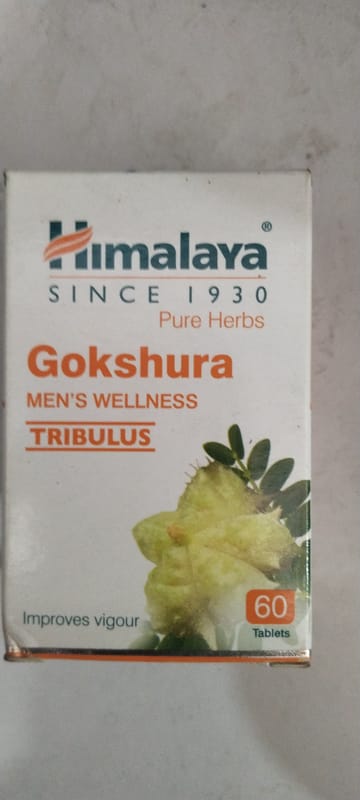 Himalaya®
SINCE 1930
Pure Herbs
Gokshura
MEN'S WELLNESS
TRIBULUS
Improves vigour
60
Tablets